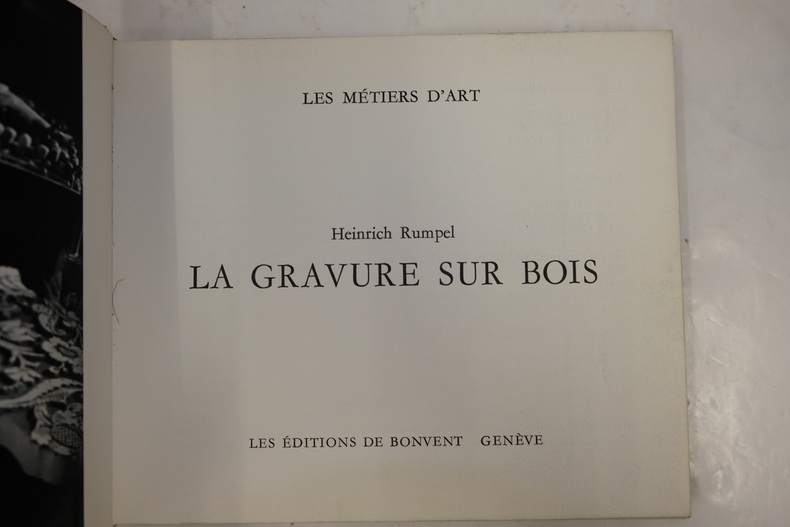 LES MÉTIERS D'ART
Heinrich Rumpel
LA GRAVURE SUR BOIS
LES ÉDITIONS DE BONVENT GENÈVE